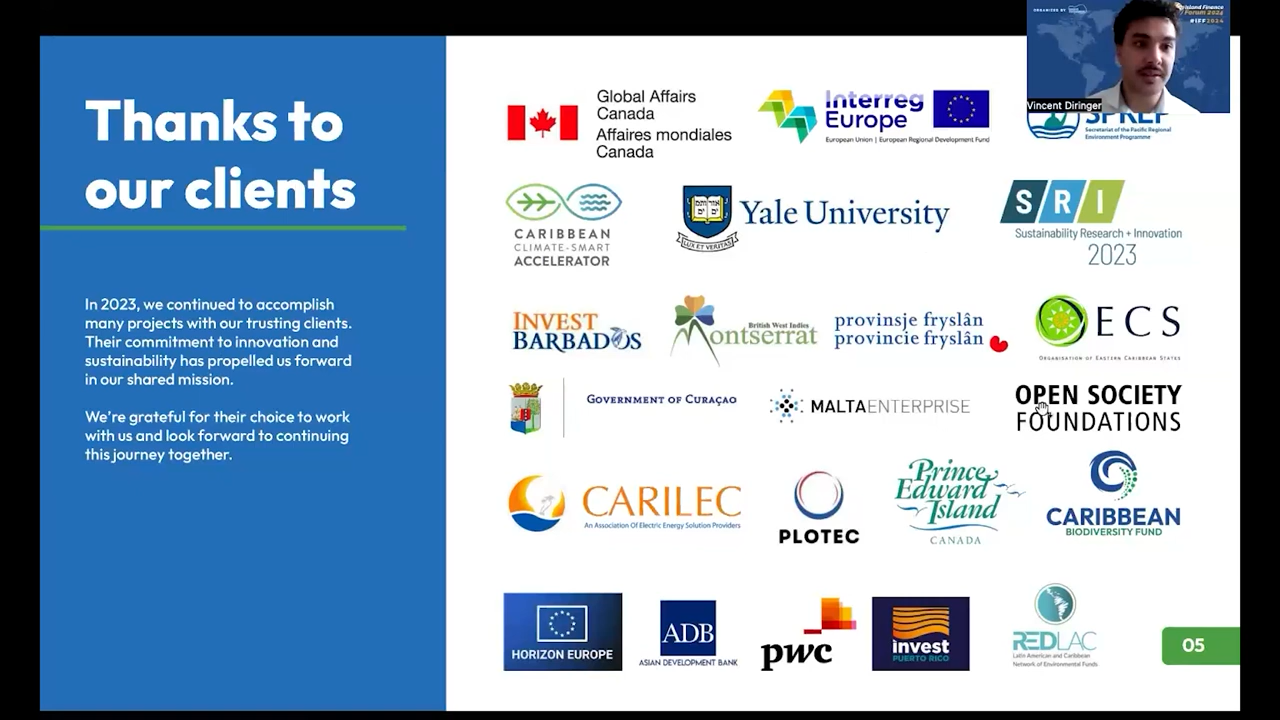 Thanks to
our clients
In 2023, we continued to accomplish
many projects with our trusting clients.
Their commitment to innovation and
sustainability has propelled us forward
in our shared mission.
We're grateful for their choice to work
with us and look forward to continuing
this journey together.
ORGANIZED BY
Island Finance
Forum 2024
#IFF2024
Vincent Diringer
Global Affairs
Canada
Affaires mondiales
Canada
Interreg
Europe
European Union | European Regional Development Fund
SPREP
Secretariat of the Pacific Regional
Environment Programme
CARIBBEAN
CLIMATE-SMART
ACCELERATOR
LUX ET VERITAS
Yale University
SRI
Sustainability Research + Innovation
2023
INVEST
BARBADOS
British West Indies
Montserrat
provinsje fryslân
provincie fryslân
OECS
ORGANISATION OF EASTERN CARIBBEAN STATES
GOVERNMENT OF CURAÇAO
MALTAENTERPRISE
OPEN SOCIETY
FOUNDATIONS
CARILEC
An Association Of Electric Energy Solution Providers
PLOTEC
Prince
Edward
Island
CANADA
CARIBBEAN
BIODIVERSITY FUND
HORIZON EUROPE
ADB
ASIAN DEVELOPMENT BANK
pwc
invest
PUERTO RICO
REDLAC
Latin American and Caribbean
Network of Environmental Funds
05